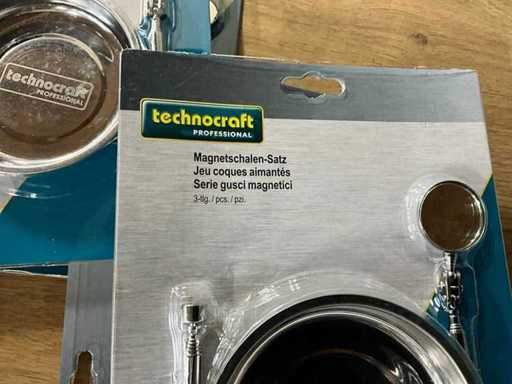 technocraft
PROFESSIONAL
technocraft
PROFESSIONAL
Magnetschalen-Satz
Jeu coques aimantés
Serie gusci magnetici
3-tlg. / pcs. / pzi.